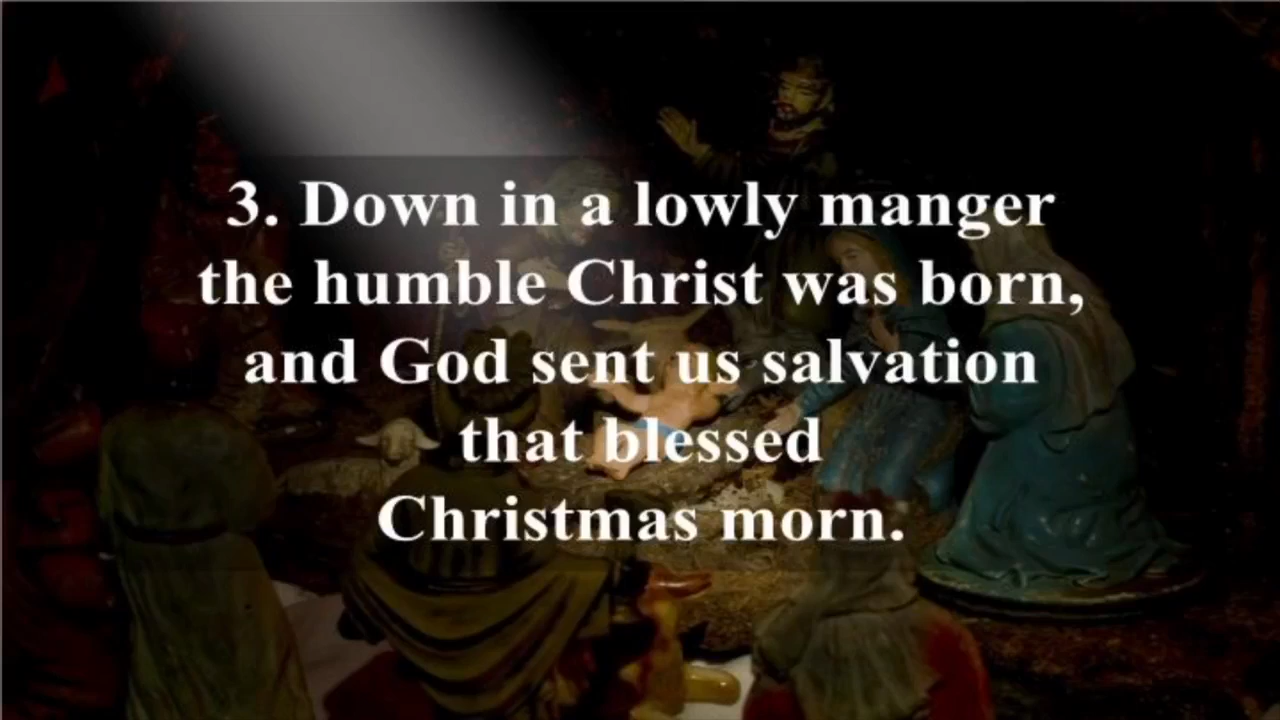 3. Down in a lowly manger
the humble Christ was born,
and God sent us salvation
that blessed
Christmas morn.